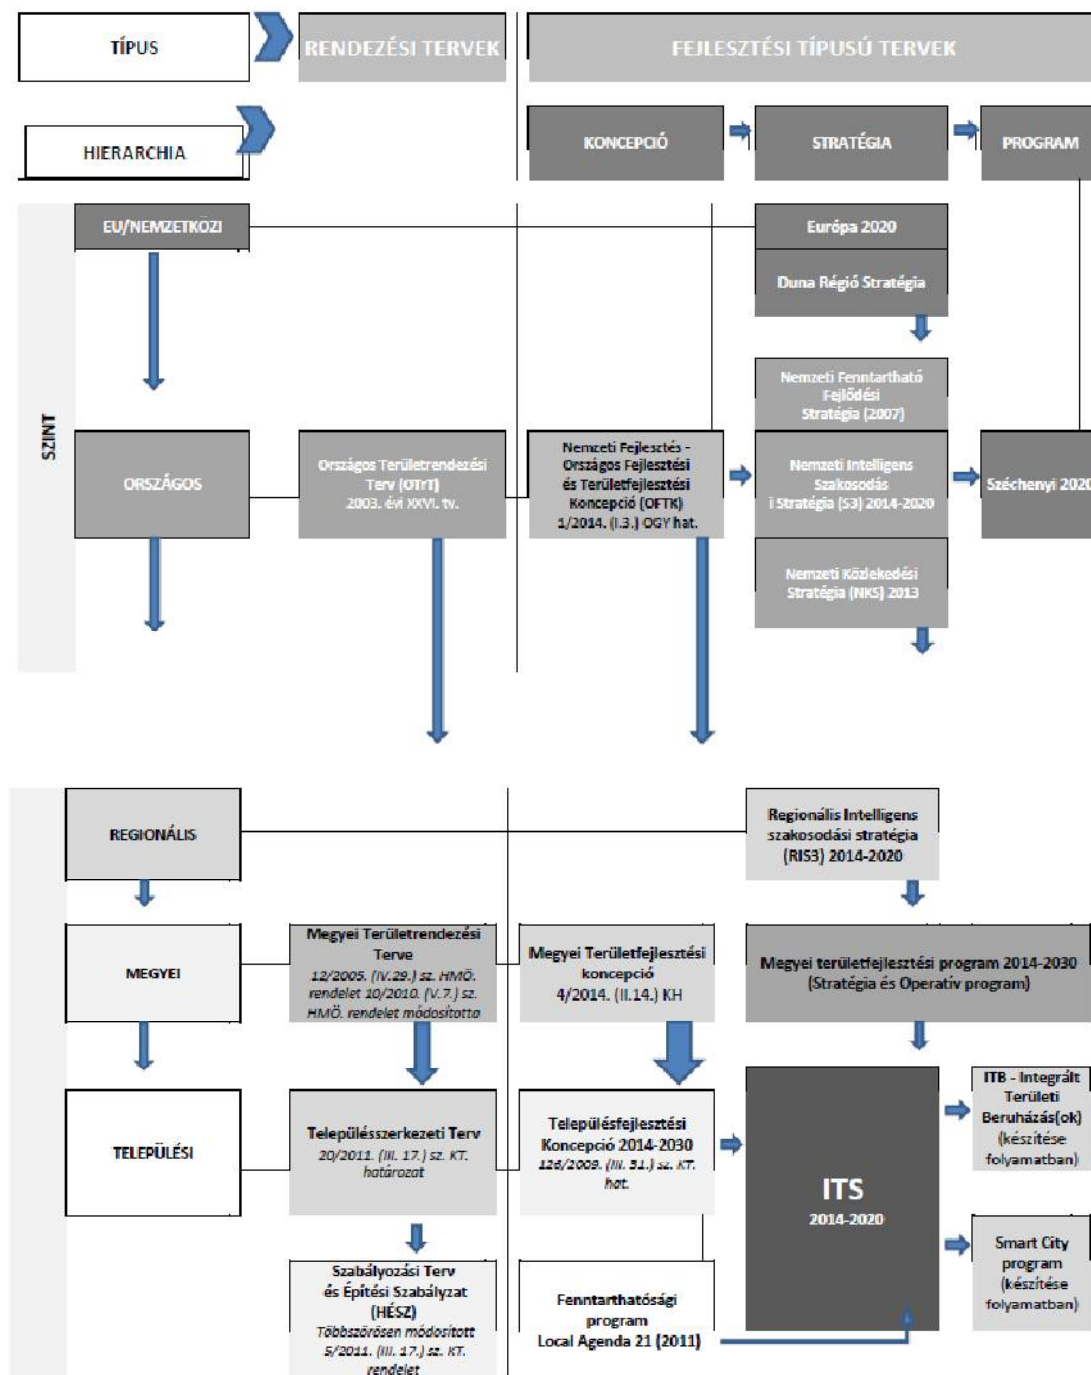 TÍPUS
RENDEZÉSI TERVEK
FEJLESZTÉSI TÍPUSÚ TERVEK
HIERARCHIA
KONCEPCIÓ
STRATÉGIA
PROGRAM
SZINT
EU/NEMZETKÖZI
Európa 2020
Duna Régió Stratégia
Nemzeti Fenntartható
Fejlődési
Stratégia (2007)
ORSZÁGOS
Országos Területrendezési
Terv (OTrT)
2003. évi XXVI. tv.
Nemzeti Fejlesztés -
Országos Fejlesztési
és Területfejlesztési
Koncepció (OFTK)
1/2014. (I.3.) OGY hat.
Nemzeti Intelligens
Szakosodás
i Stratégia (S3) 2014-2020
Széchenyi 2020
Nemzeti Közlekedési
Stratégia (NKS) 2013
REGIONÁLIS
Regionális Intelligens
szakosodási stratégia
(RIS3) 2014-2020
MEGYEI
Megyei Területrendezési
Terve
12/2005. (IV.29.) sz. HMÖ.
rendelet 10/2010. (V.7.) sz.
HMÖ. rendelet módosította
Megyei Területfejlesztési
koncepció
4/2014. (II.14.) KH
Megyei területfejlesztési program 2014-2030
(Stratégia és Operatív program)
TELEPÜLÉSI
Településszerkezeti Terv
20/2011. (III. 17.) sz. KT.
határozat
Településfejlesztési
Koncepció 2014-2030
126/2009. (III. 31.) sz. KT.
hat.
ITS
2014-2020
ITB - Integrált
Területi
Beruházás(ok)
(készítése
folyamatban)
Smart City
program
(készítése
folyamatban)
Szabályozási Terv
és Építési Szabályzat
(HÉSZ)
Többszörösen módosított
5/2011. (III. 17.) sz. KT.
rendelet
Fenntarthatósági
program
Local Agenda 21 (2011)